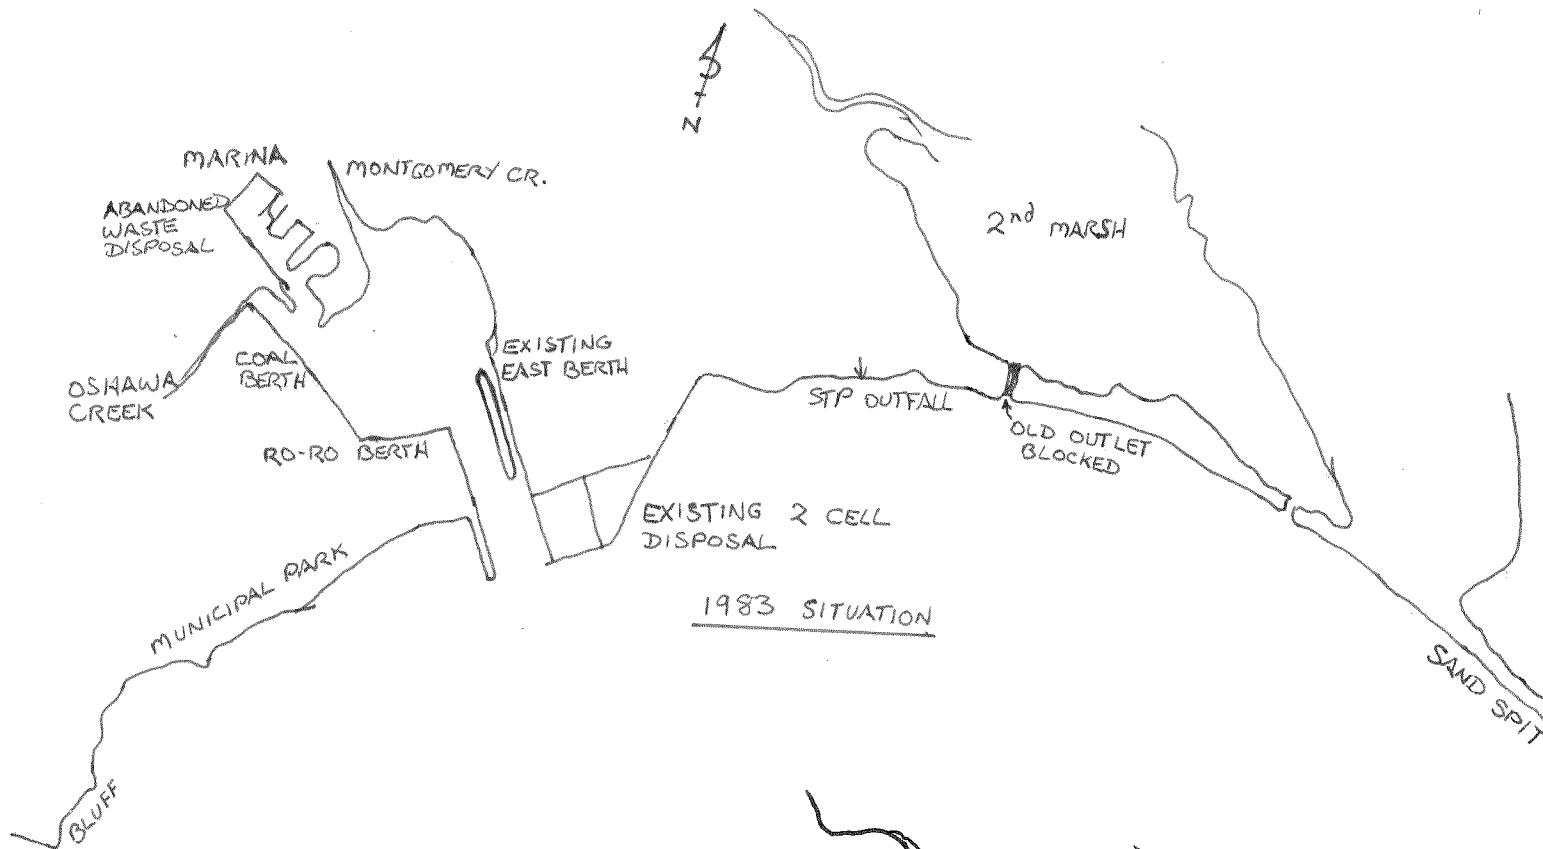 N
MARINA
MONTGOMERY CR.
ABANDONED
WASTE
DISPOSAL
2nd MARSH
EXISTING
EAST BERTH
COAL
BERTH
OSHAWA
CREEK
STP OUTFALL
OLD OUTLET
BLOCKED
RO-RO BERTH
EXISTING 2 CELL
DISPOSAL
MUNICIPAL PARK
1983 SITUATION
SAND SPIT
BLUFF